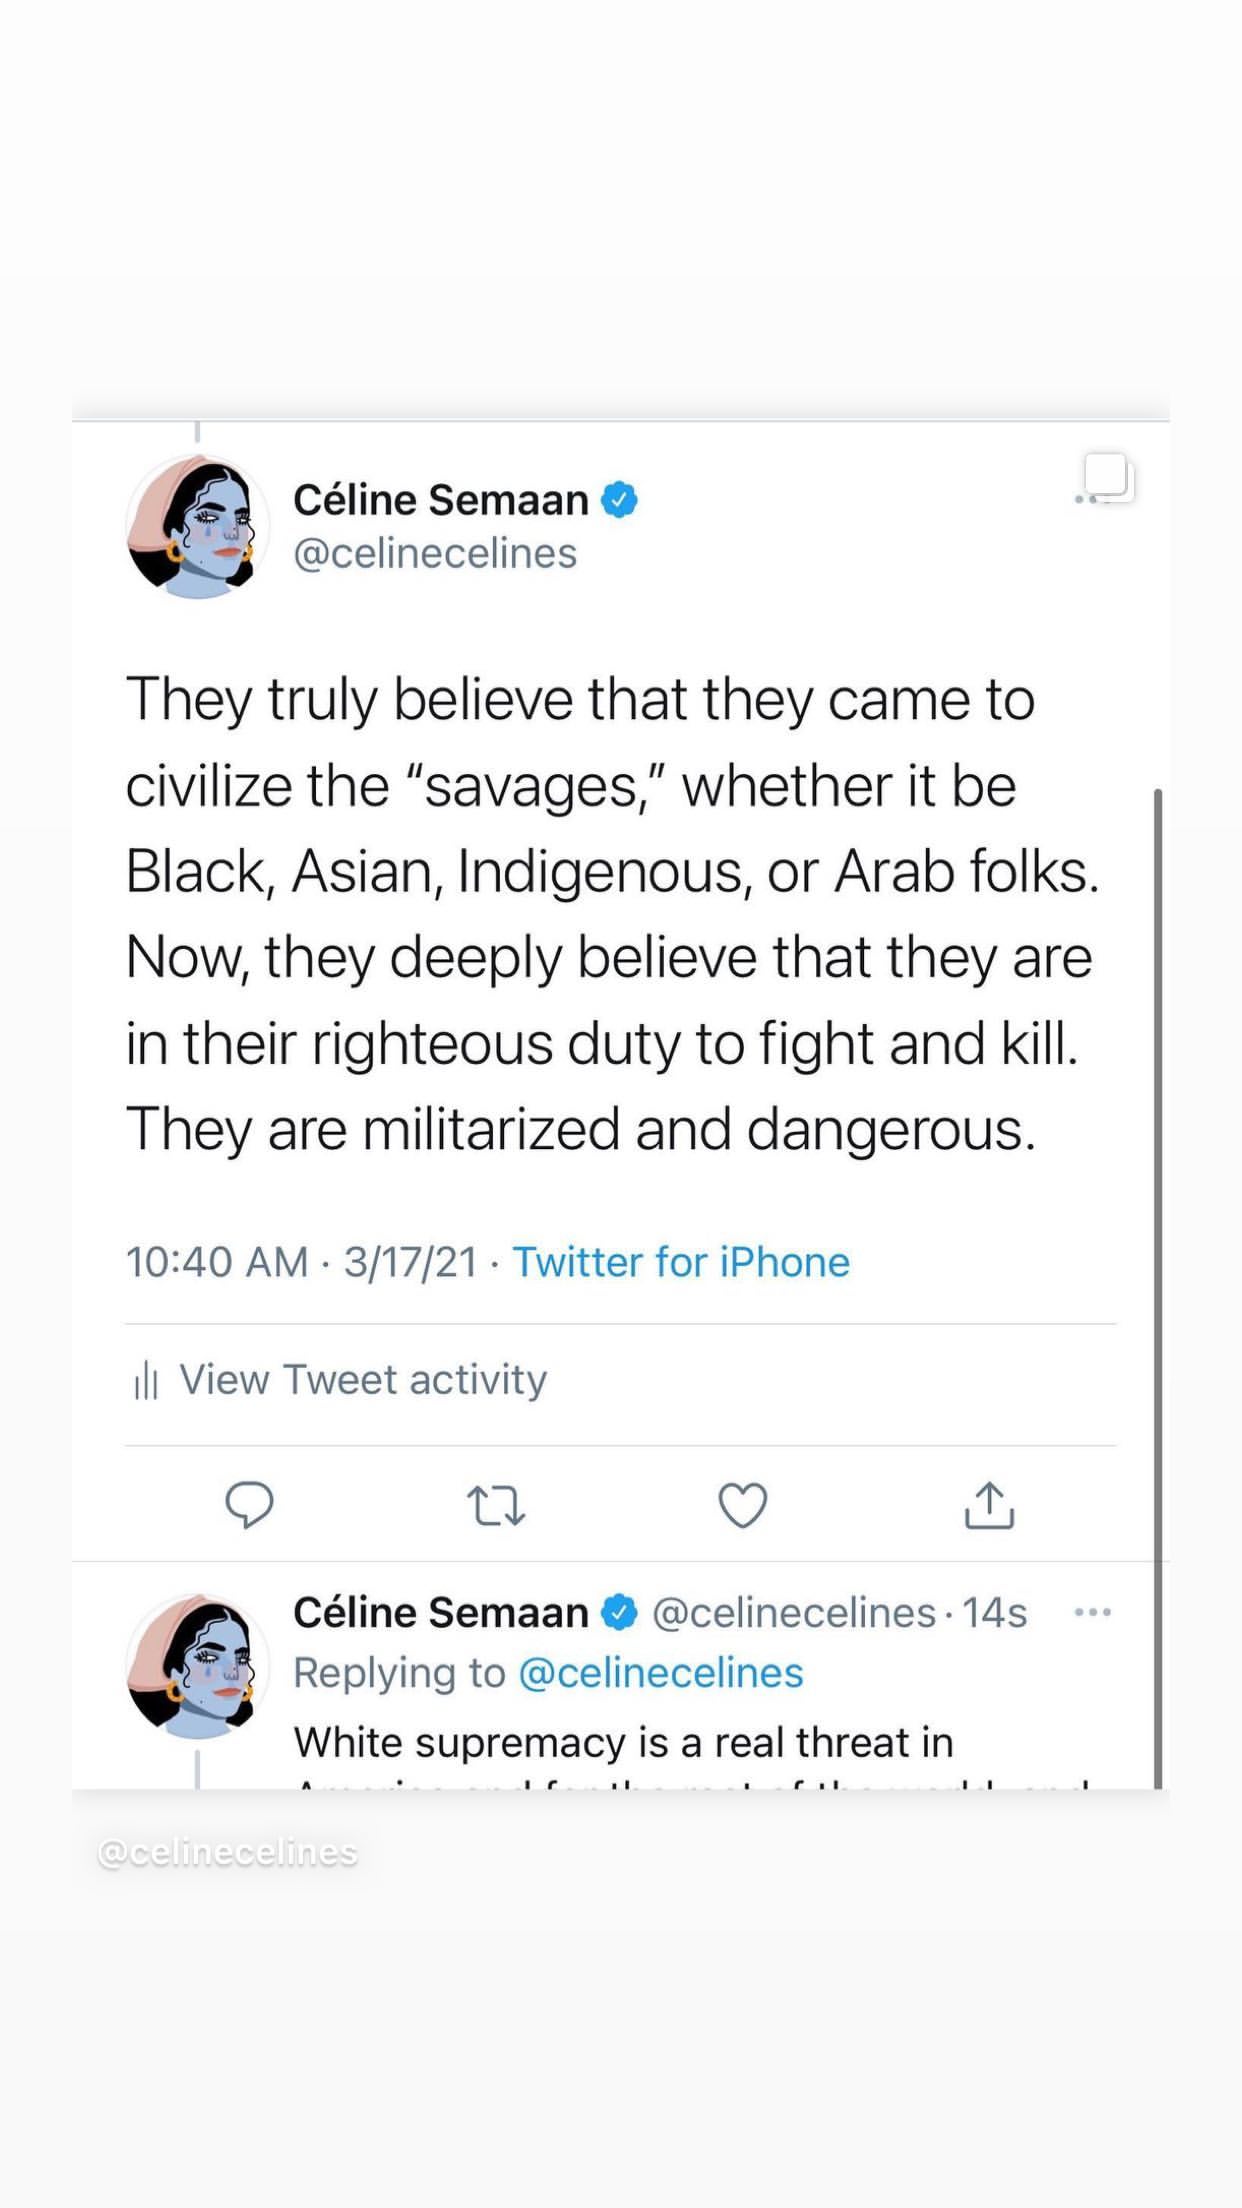 Céline Semaan
@celinecelines
They truly believe that they came to
civilize the “savages,” whether it be
Black, Asian, Indigenous, or Arab folks.
Now, they deeply believe that they are
in their righteous duty to fight and kill.
They are militarized and dangerous.
10:40 AM · 3/17/21 · Twitter for iPhone
View Tweet activity
Céline Semaan @celinecelines · 14s
Replying to @celinecelines
White supremacy is a real threat in
@celinecelines